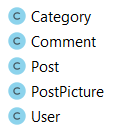 C Category
C Comment
C Post
C PostPicture
C User